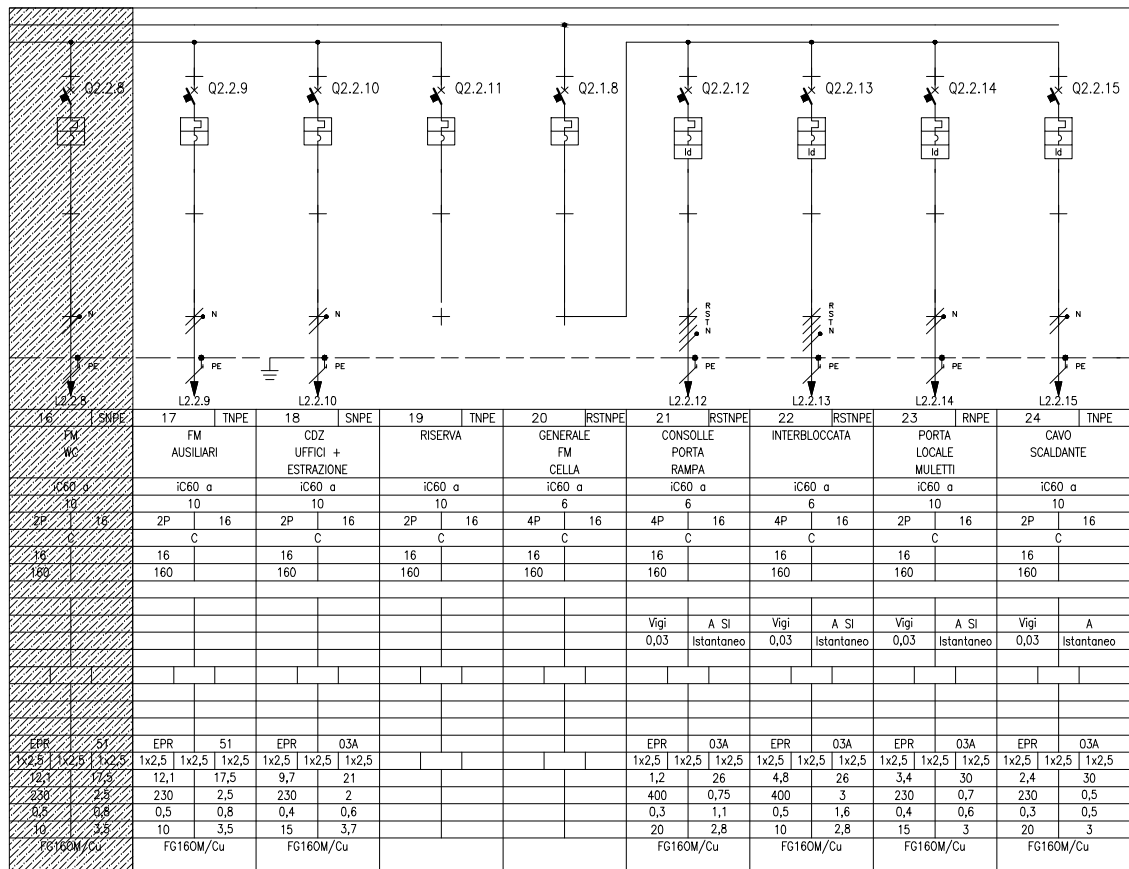 Q2.2.8 Q2.2.9 Q2.2.10 Q2.2.11 Q2.1.8 Q2.2.12 Q2.2.13 Q2.2.14 Q2.2.15
Id Id Id Id
R R
S S
T T
N N N N N N N
PE PE PE PE PE PE PE
L2.2.8 L2.2.9 L2.2.10 L2.2.12 L2.2.13 L2.2.14 L2.2.15
16 SNPE 17 TNPE 18 SNPE 19 TNPE 20 RSTNPE 21 RSTNPE 22 RSTNPE 23 RNPE 24 TNPE
FM FM CDZ RISERVA GENERALE CONSOLLE INTERBLOCCATA PORTA CAVO
WC AUSILIARI UFFICI + FM PORTA LOCALE SCALDANTE
ESTRAZIONE CELLA RAMPA MULETTI
iC60 a iC60 a iC60 a iC60 a iC60 a iC60 a iC60 a iC60 a iC60 a
10 10 10 10 6 6 6 10 10
2P 16 2P 16 2P 16 2P 16 4P 16 4P 16 4P 16 2P 16 2P 16
C C C C C C C C C
16 16 16 16 16 16 16 16 16
160 160 160 160 160 160 160 160 160
Vigi A SI Vigi A SI Vigi A SI Vigi A
0,03 Istantaneo 0,03 Istantaneo 0,03 Istantaneo 0,03 Istantaneo
EPR 51 EPR 51 EPR 03A EPR 03A EPR 03A EPR 03A EPR 03A
1x2,5 1x2,5 1x2,5 1x2,5 1x2,5 1x2,5 1x2,5 1x2,5 1x2,5 1x2,5 1x2,5 1x2,5 1x2,5 1x2,5 1x2,5 1x2,5 1x2,5 1x2,5 1x2,5 1x2,5 1x2,5
12,1 17,5 12,1 17,5 9,7 21 1,2 26 4,8 26 3,4 30 2,4 30
230 2,5 230 2,5 230 2 400 0,75 400 3 230 0,7 230 0,5
0,5 0,8 0,5 0,8 0,4 0,6 0,3 1,1 0,5 1,6 0,4 0,6 0,3 0,5
10 3,5 10 3,5 15 3,7 20 2,8 10 2,8 15 3 20 3
FG16OM/Cu FG16OM/Cu FG16OM/Cu FG16OM/Cu FG16OM/Cu FG16OM/Cu FG16OM/Cu